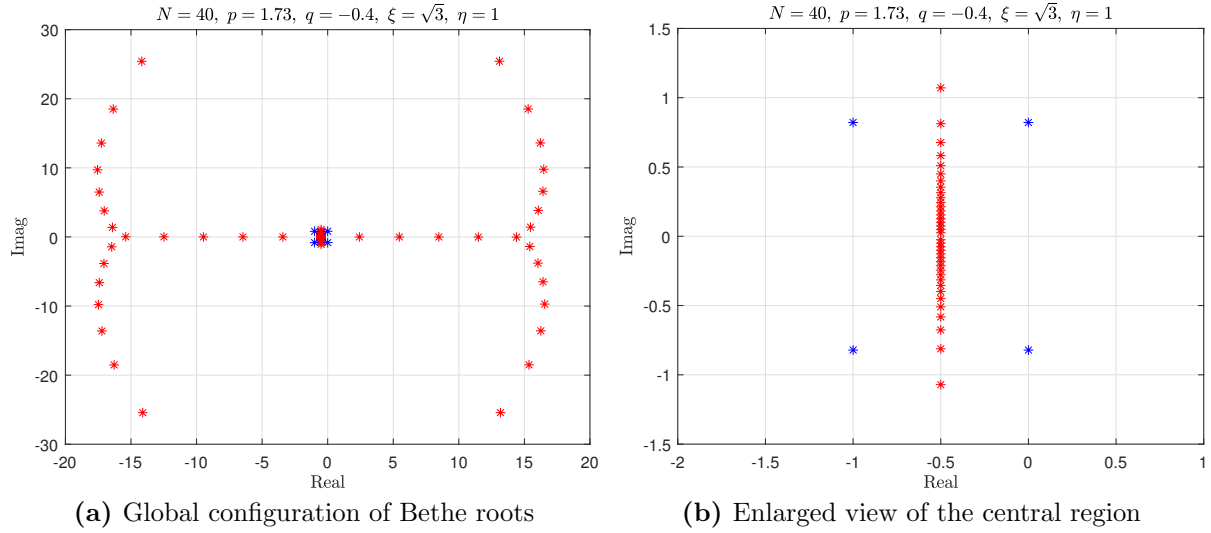 N = 40, p = 1.73, q = −0.4, ξ = √3, η = 1
30
20
10
0
-10
-20
-30
Imag
-20 -15 -10 -5 0 5 10 15 20
Real
(a) Global configuration of Bethe roots
N = 40, p = 1.73, q = −0.4, ξ = √3, η = 1
1.5
1
0.5
0
-0.5
-1
-1.5
Imag
-2 -1.5 -1 -0.5 0 0.5 1
Real
(b) Enlarged view of the central region